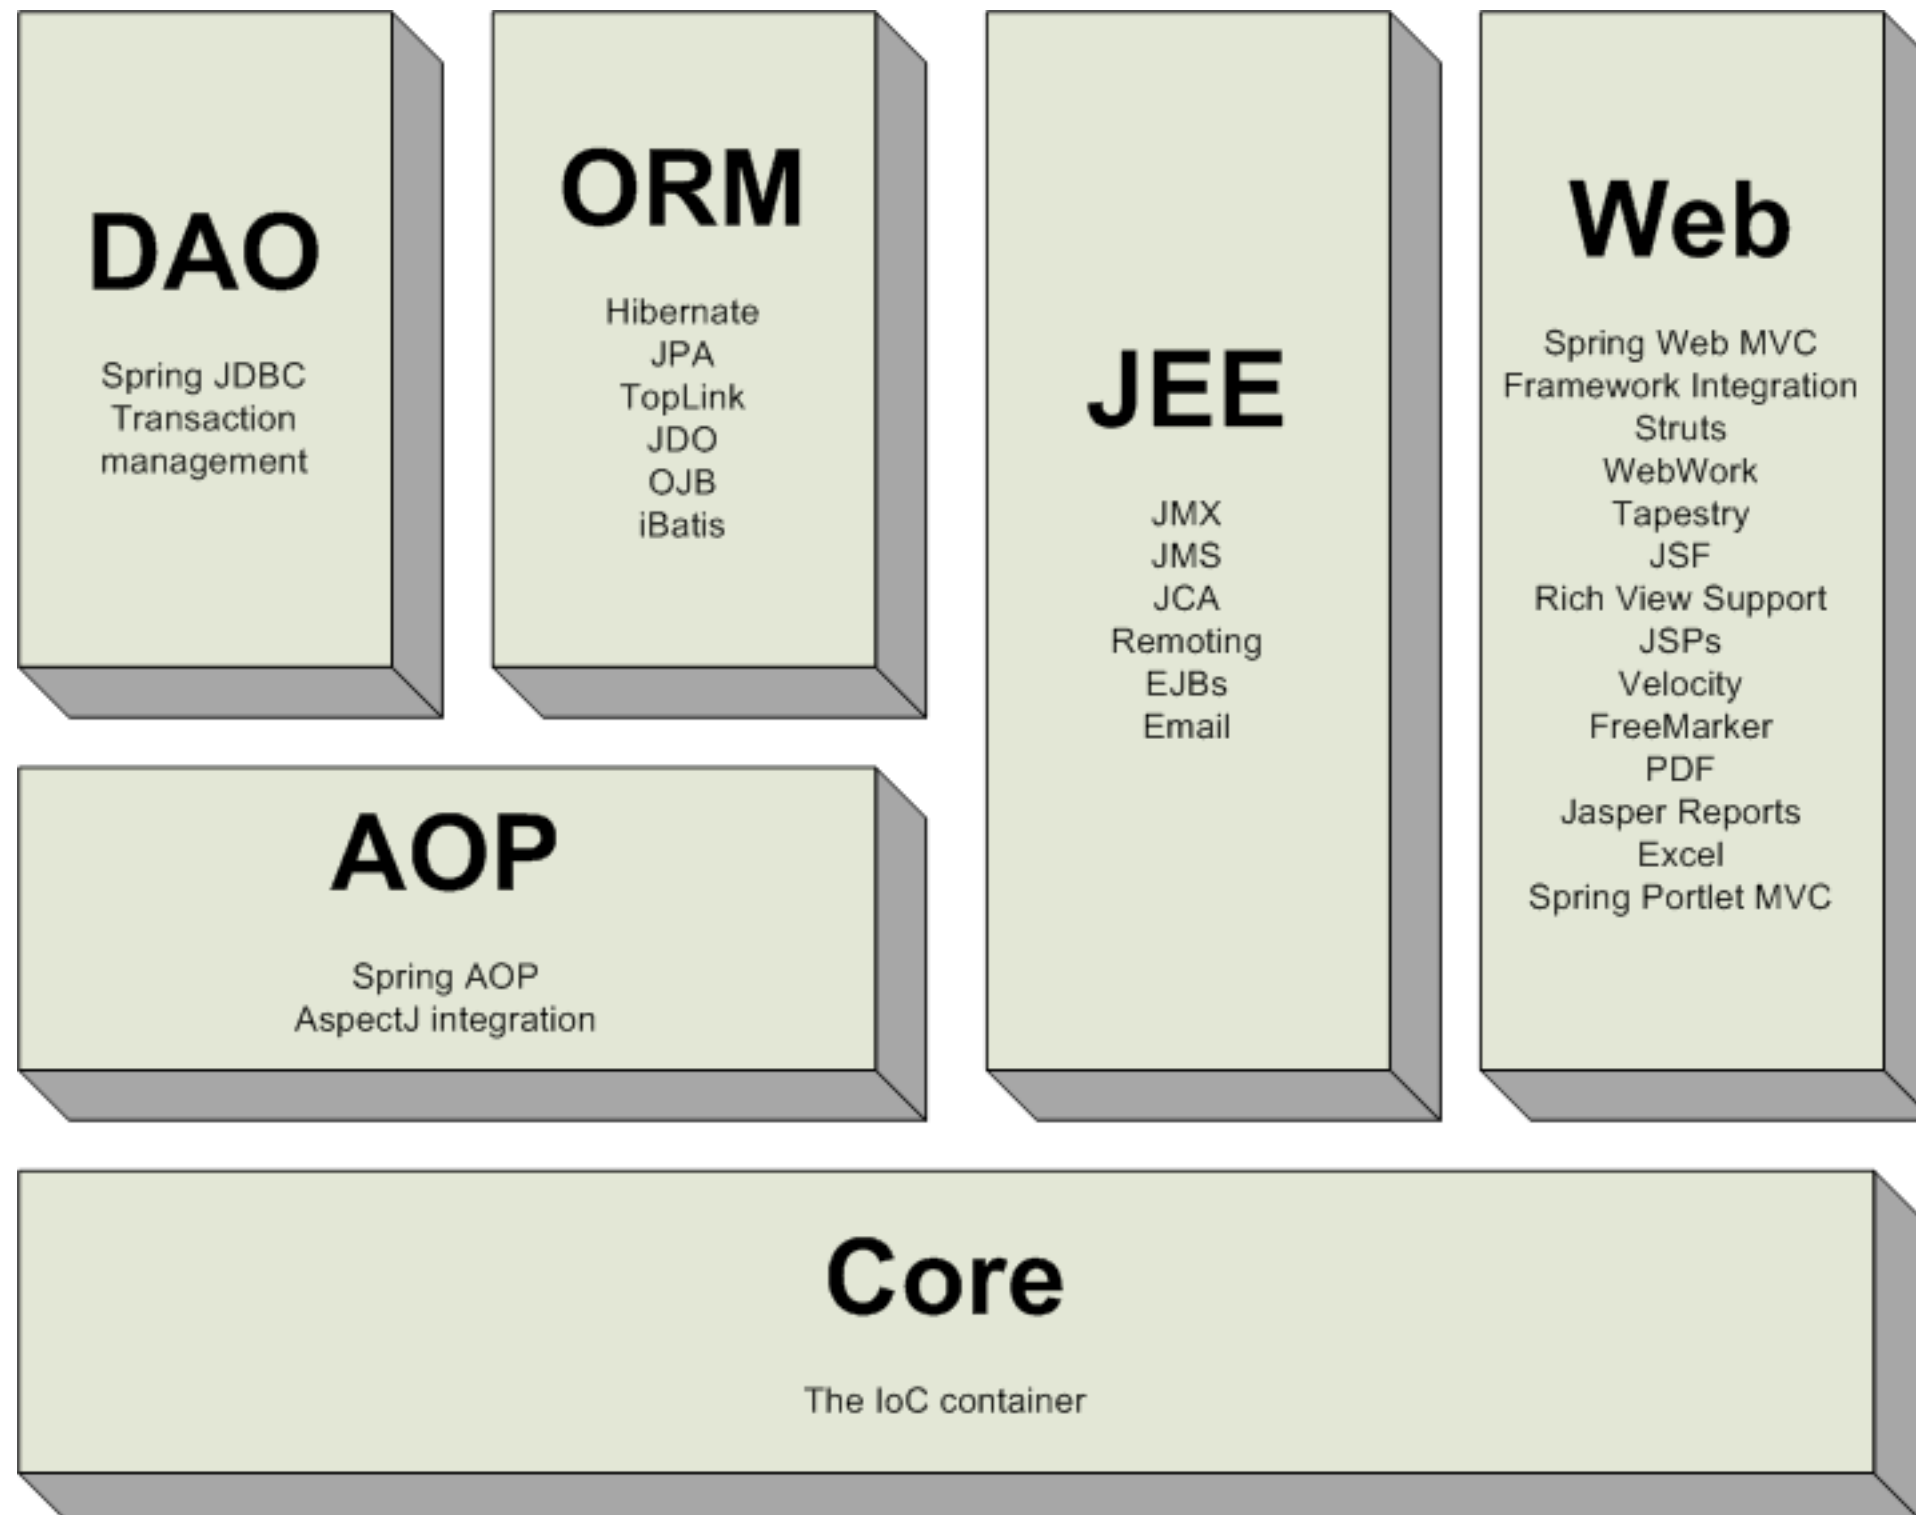 DAO
Spring JDBC
Transaction
management
ORM
Hibernate
JPA
TopLink
JDO
OJB
iBatis
JEE
JMX
JMS
JCA
Remoting
EJBs
Email
Web
Spring Web MVC
Framework Integration
Struts
WebWork
Tapestry
JSF
Rich View Support
JSPs
Velocity
FreeMarker
PDF
Jasper Reports
Excel
Spring Portlet MVC
AOP
Spring AOP
AspectJ integration
Core
The IoC container